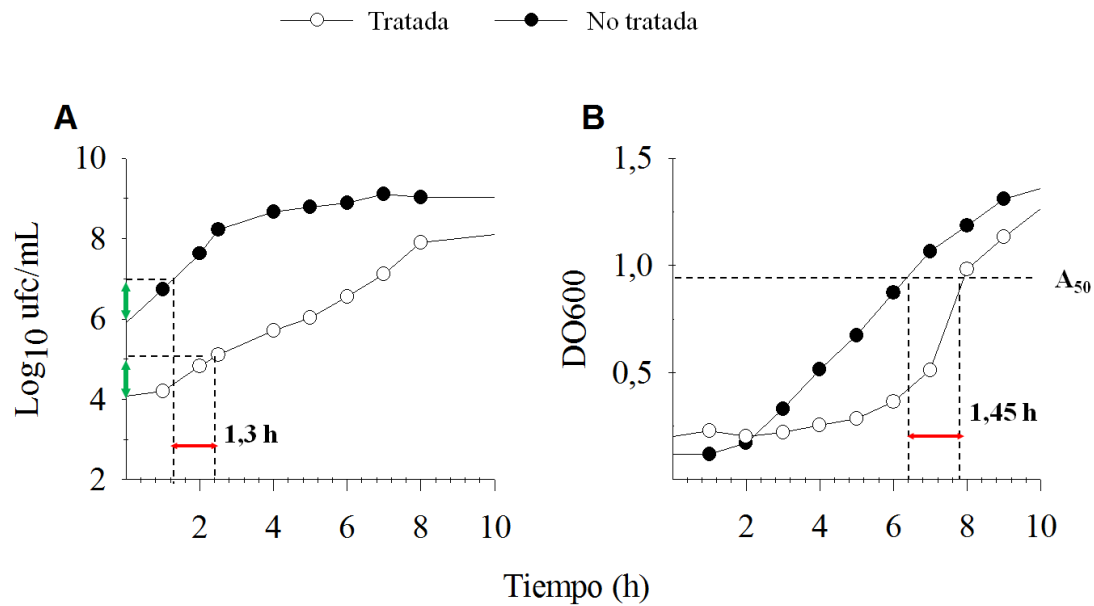 Tratada No tratada
A
10
8
6
4
2
Log10 ufc/mL
1,3 h
2 4 6 8 10
B
1,5
1,0
0,5
DO600
A50
1,45 h
2 4 6 8 10
Tiempo (h)